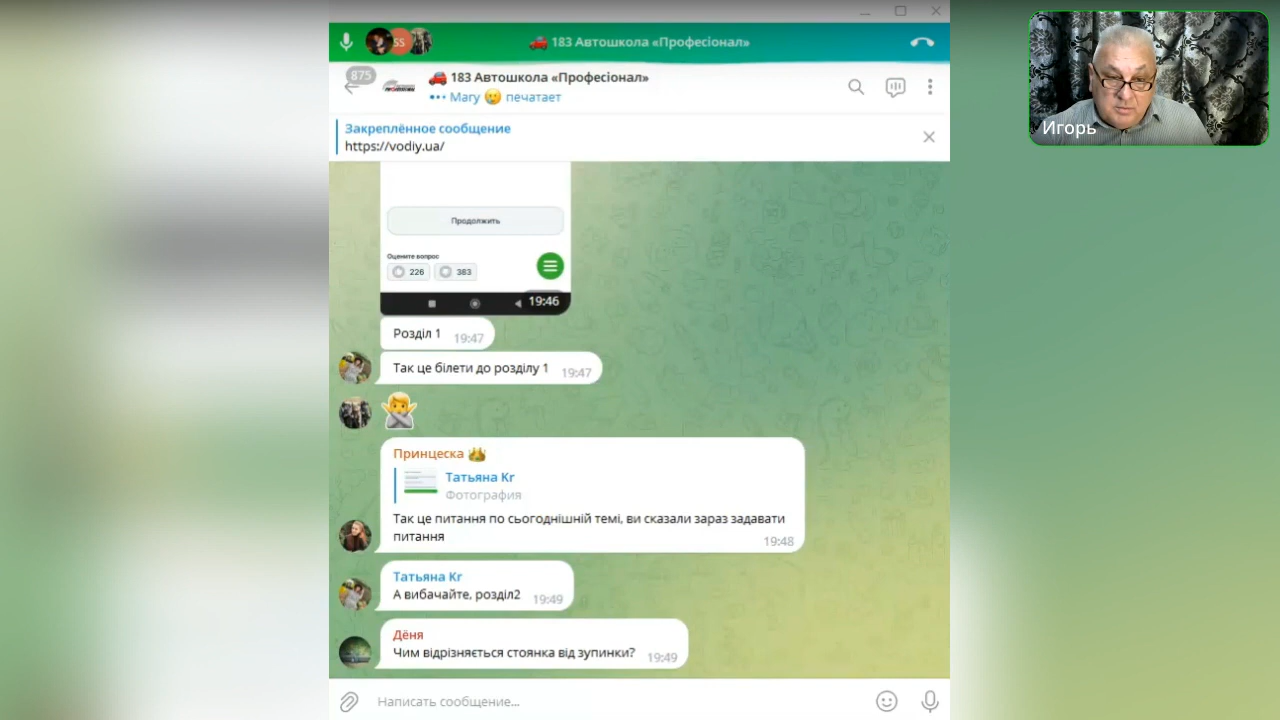 SS
🚗 183 Автошкола «Професіонал»
875
🚗 183 Автошкола «Професіонал»
Mary 🥲 печатает
Закреплённое сообщение
https://vodiy.ua/
Продолжить
Оцените вопрос
226 383
19:46
Розділ 1 19:47
Так це білети до розділу 1 19:47
Принцеска
Татьяна Kr
Фотография
Так це питання по сьогоднішній темі, ви сказали зараз задавати
питання 19:48
Татьяна Kr
А вибачайте, розділ2 19:49
Дёня
Чим відрізняється стоянка від зупинки? 19:49
Написать сообщение...
Игорь